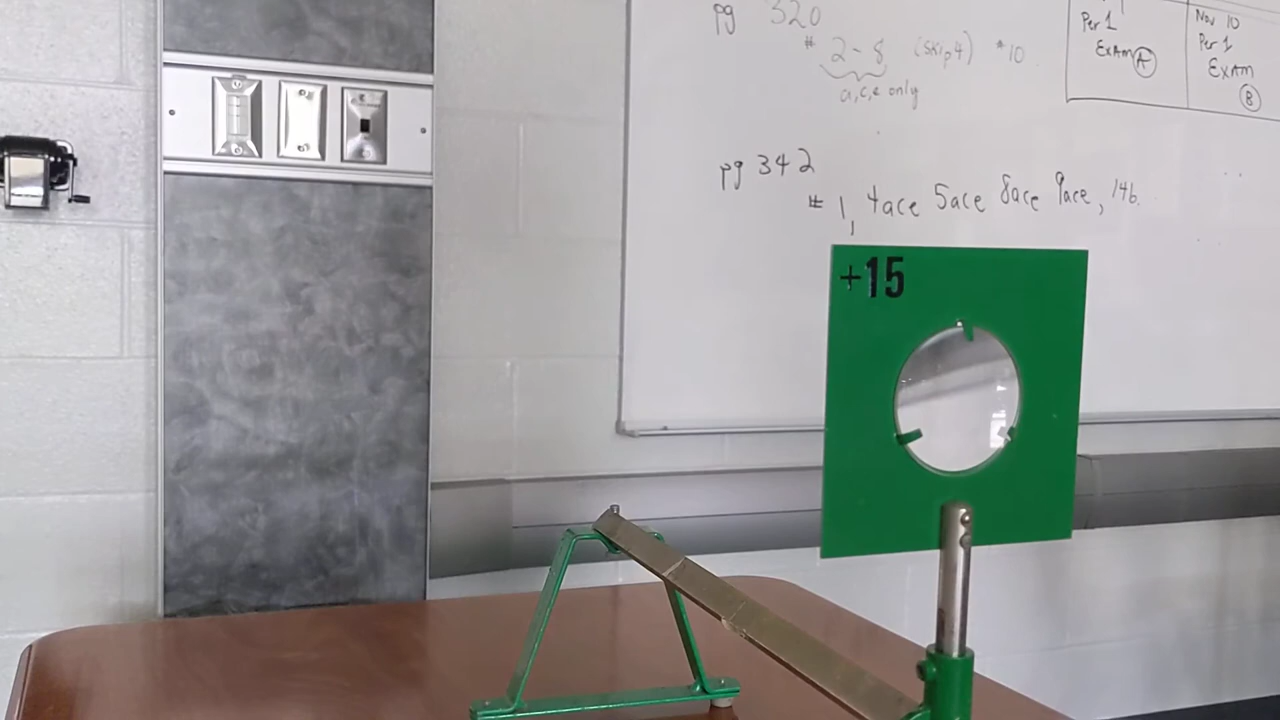 pg 320
# 2-8 (skip 4) *10
a,c,e only
Per 1
ExAm A
Nov 10
Per 1
ExAm
B
pg 342
# 1, 4ace 5ace 8ace 9ace, 14b.
+15